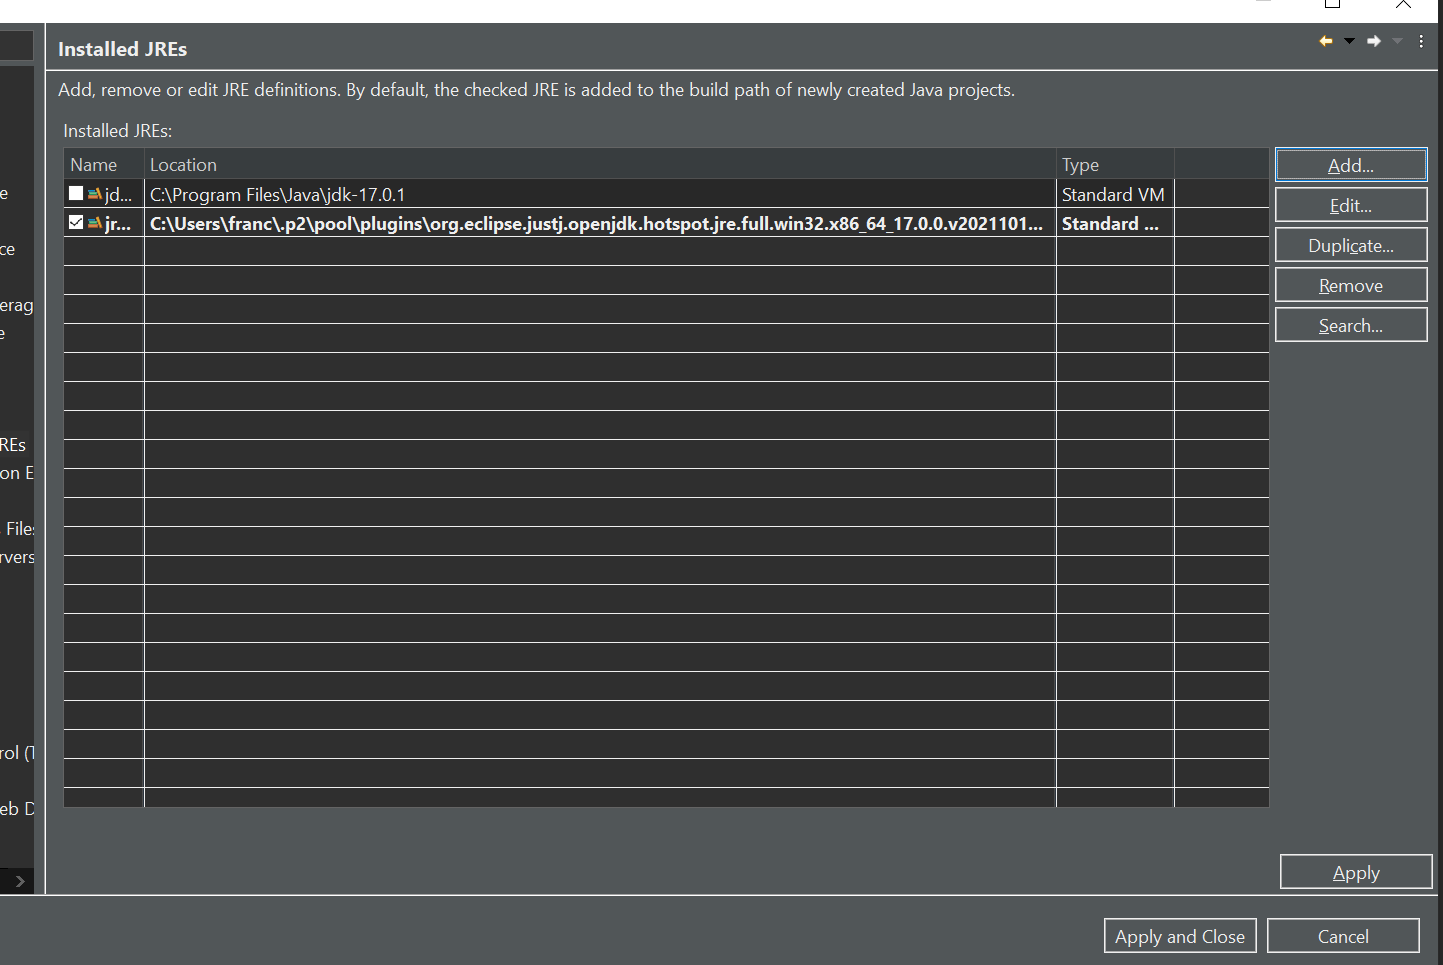 Installed JREs
Add, remove or edit JRE definitions. By default, the checked JRE is added to the build path of newly created Java projects.
Installed JREs:
Name Location Type
jd... C:\Program Files\Java\jdk-17.0.1 Standard VM
jr... C:\Users\franc\.p2\pool\plugins\org.eclipse.justj.openjdk.hotspot.jre.full.win32.x86_64_17.0.0.v2021101... Standard ...
Add...
Edit...
Duplicate...
Remove
Search...
e
ce
erag
e
REs
on E
Files
rvers
rol (T
eb D
Apply
Apply and Close
Cancel